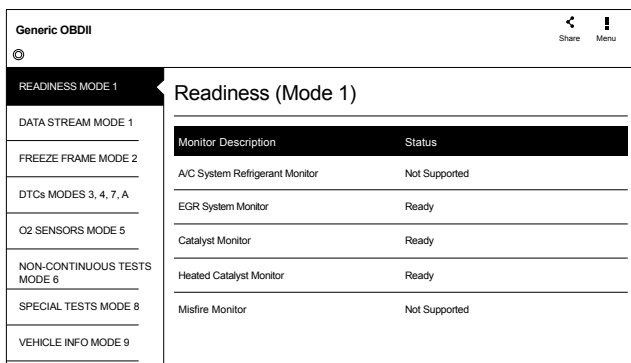 Generic OBDII
Share Menu
READINESS MODE 1
DATA STREAM MODE 1
FREEZE FRAME MODE 2
DTCs MODES 3, 4, 7, A
O2 SENSORS MODE 5
NON-CONTINUOUS TESTS
MODE 6
SPECIAL TESTS MODE 8
VEHICLE INFO MODE 9
Readiness (Mode 1)
Monitor Description Status
A/C System Refrigerant Monitor Not Supported
EGR System Monitor Ready
Catalyst Monitor Ready
Heated Catalyst Monitor Ready
Misfire Monitor Not Supported